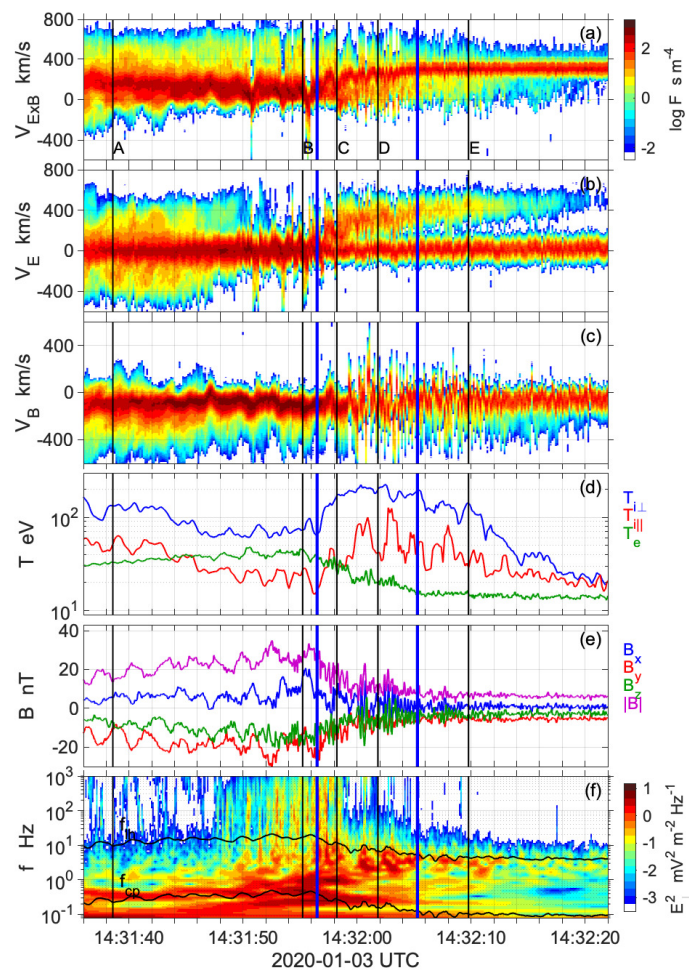 800
400
0
-400
V_ExB km/s
(a)
A
B
C
D
E
2
0
-2
log F s m^-4
800
400
0
-400
V_E km/s
(b)
400
0
-400
V_B km/s
(c)
10^2
10^1
T eV
(d)
T_i⊥
T_i||
T_e
40
20
0
-20
B nT
(e)
B_x
B_y
B_z
|B|
10^3
10^2
10^1
10^0
10^-1
f Hz
(f)
f_cp
1
0
-1
-2
-3
E^2_⊥ mV^2 m^-2 Hz^-1
14:31:40
14:31:50
14:32:00
14:32:10
14:32:20
2020-01-03 UTC